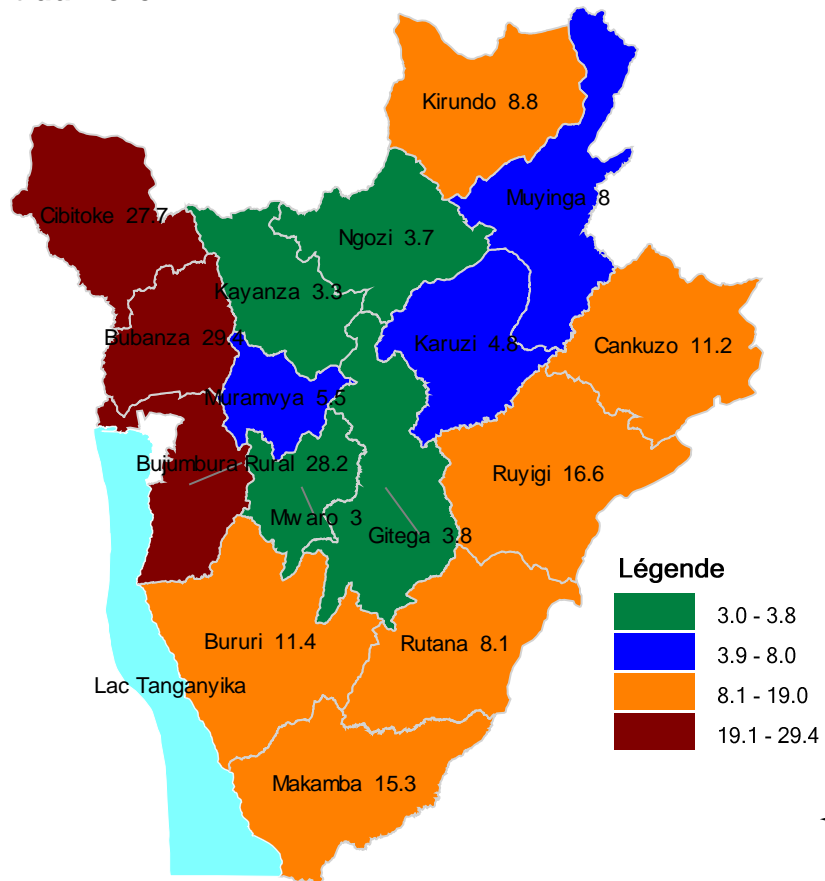 Kirundo 8.8
Muyinga 8
Cibitoke 27.7
Ngozi 3.7
Kayanza 3.3
Bubanza 29.4
Karuzi 4.8
Cankuzo 11.2
Muramvya 5.5
Bujumbura Rural 28.2
Ruyigi 16.6
Mwaro 3
Gitega 3.8
Légende
3.0 - 3.8
3.9 - 8.0
8.1 - 19.0
19.1 - 29.4
Bururi 11.4
Rutana 8.1
Lac Tanganyika
Makamba 15.3